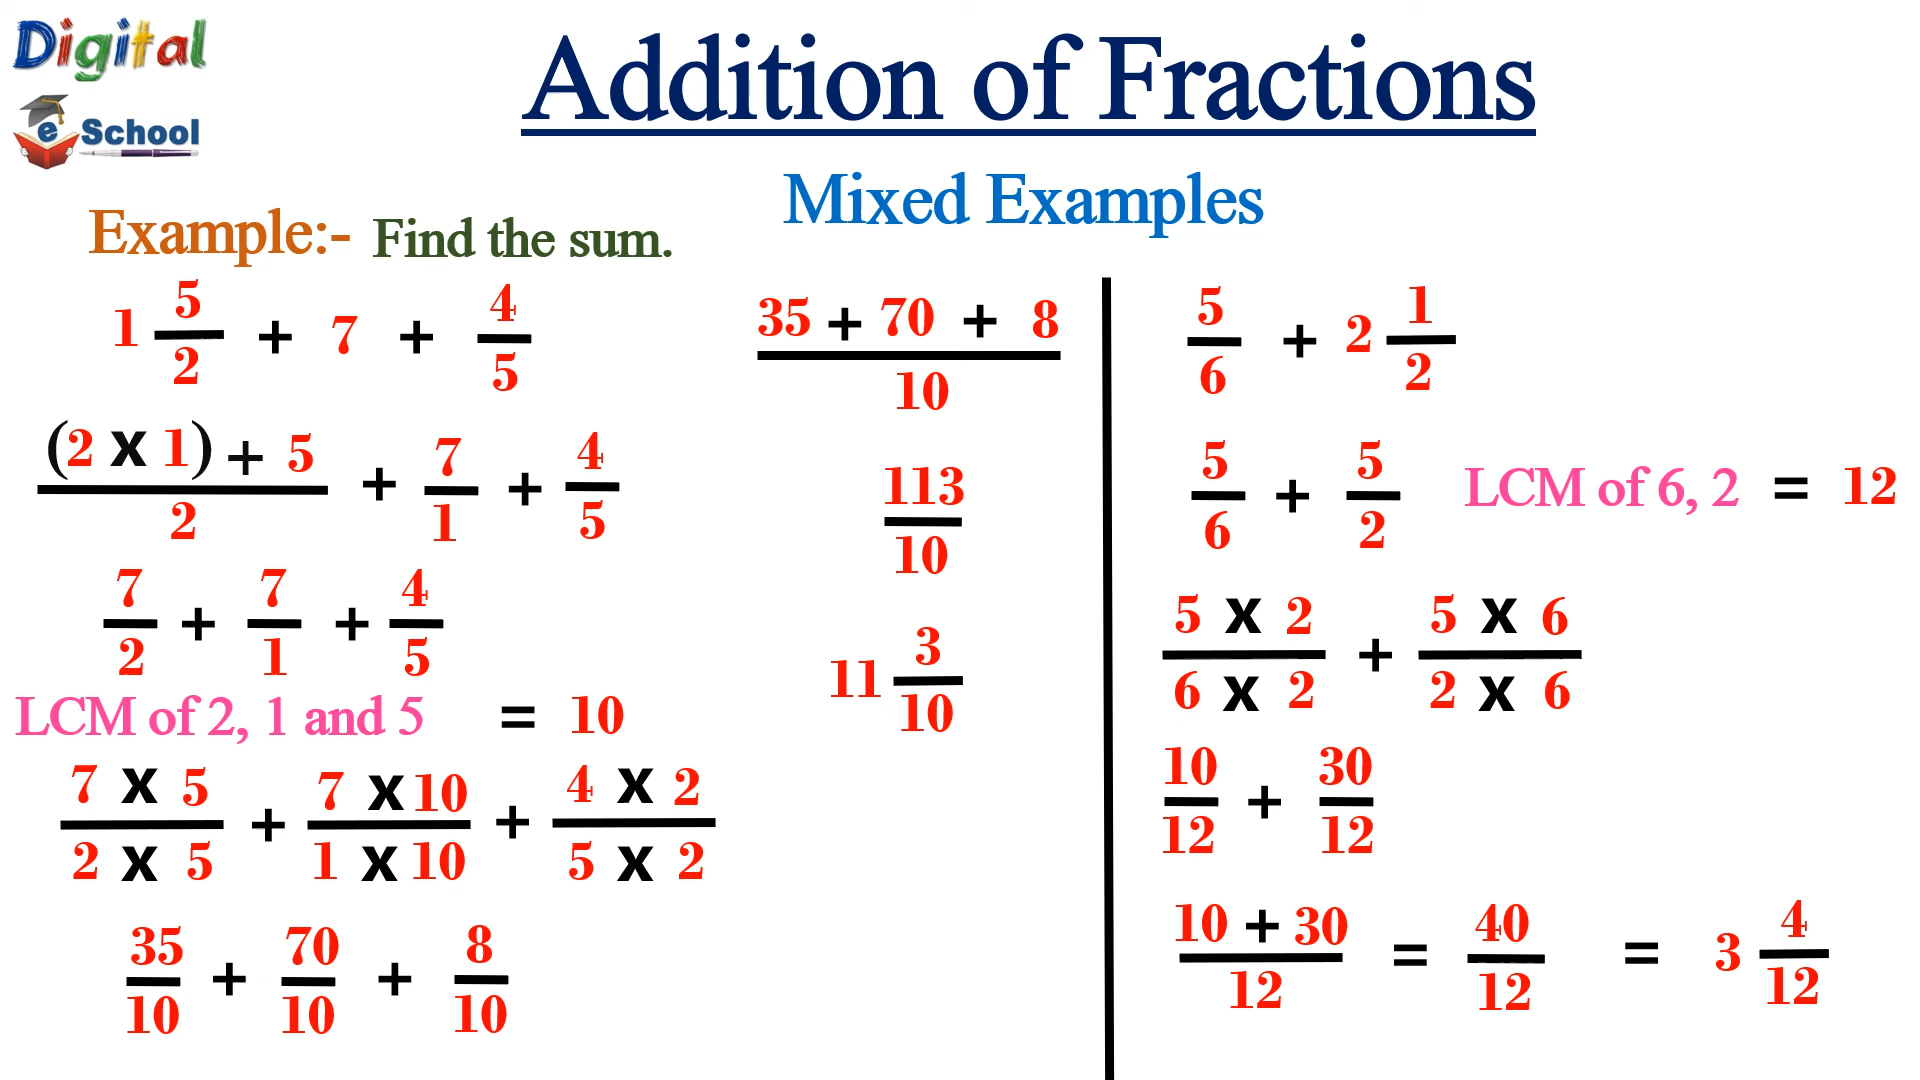 Digital
e School
Addition of Fractions
Mixed Examples
Example:- Find the sum.
1 5/2 + 7 + 4/5
((2 x 1) + 5)/2 + 7/1 + 4/5
7/2 + 7/1 + 4/5
LCM of 2, 1 and 5 = 10
(7 x 5)/(2 x 5) + (7 x 10)/(1 x 10) + (4 x 2)/(5 x 2)
35/10 + 70/10 + 8/10
(35 + 70 + 8)/10
113/10
11 3/10
5/6 + 2 1/2
5/6 + 5/2 LCM of 6, 2 = 12
(5 x 2)/(6 x 2) + (5 x 6)/(2 x 6)
10/12 + 30/12
(10 + 30)/12 = 40/12 = 3 4/12